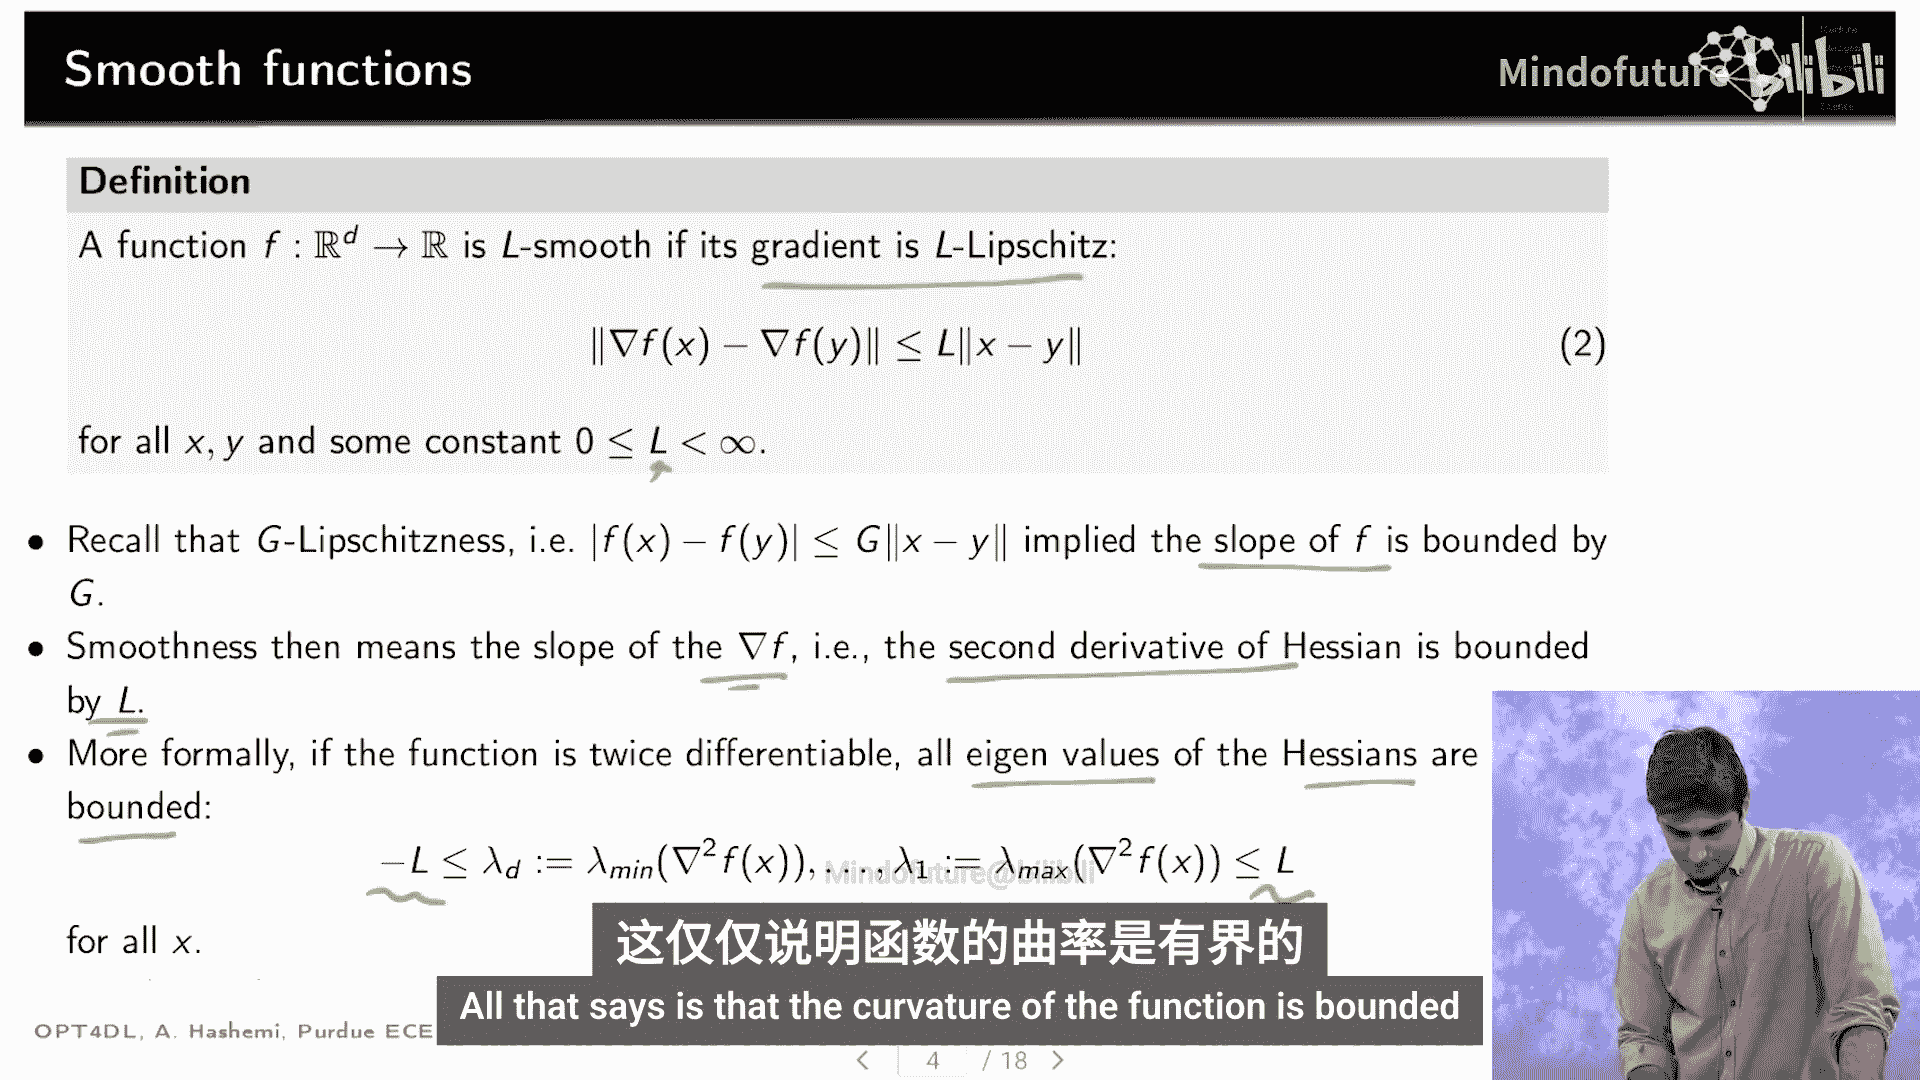 Smooth functions
Mindofuture
bilibili
Definition
A function f : ℝᵈ → ℝ is L-smooth if its gradient is L-Lipschitz:
‖∇f(x) − ∇f(y)‖ ≤ L‖x − y‖ (2)
for all x, y and some constant 0 ≤ L < ∞.
• Recall that G-Lipschitzness, i.e. |f(x) − f(y)| ≤ G‖x − y‖ implied the slope of f is bounded by
G.
• Smoothness then means the slope of the ∇f, i.e., the second derivative of Hessian is bounded
by L.
• More formally, if the function is twice differentiable, all eigen values of the Hessians are
bounded:
−L ≤ λ_d := λ_min(∇²f(x)), . . . , λ₁ := λ_max(∇²f(x)) ≤ L
Mindofuture@bilibili
for all x.
这仅仅说明函数的曲率是有界的
All that says is that the curvature of the function is bounded
OPT4DL, A. Hashemi, Purdue ECE
4 / 18